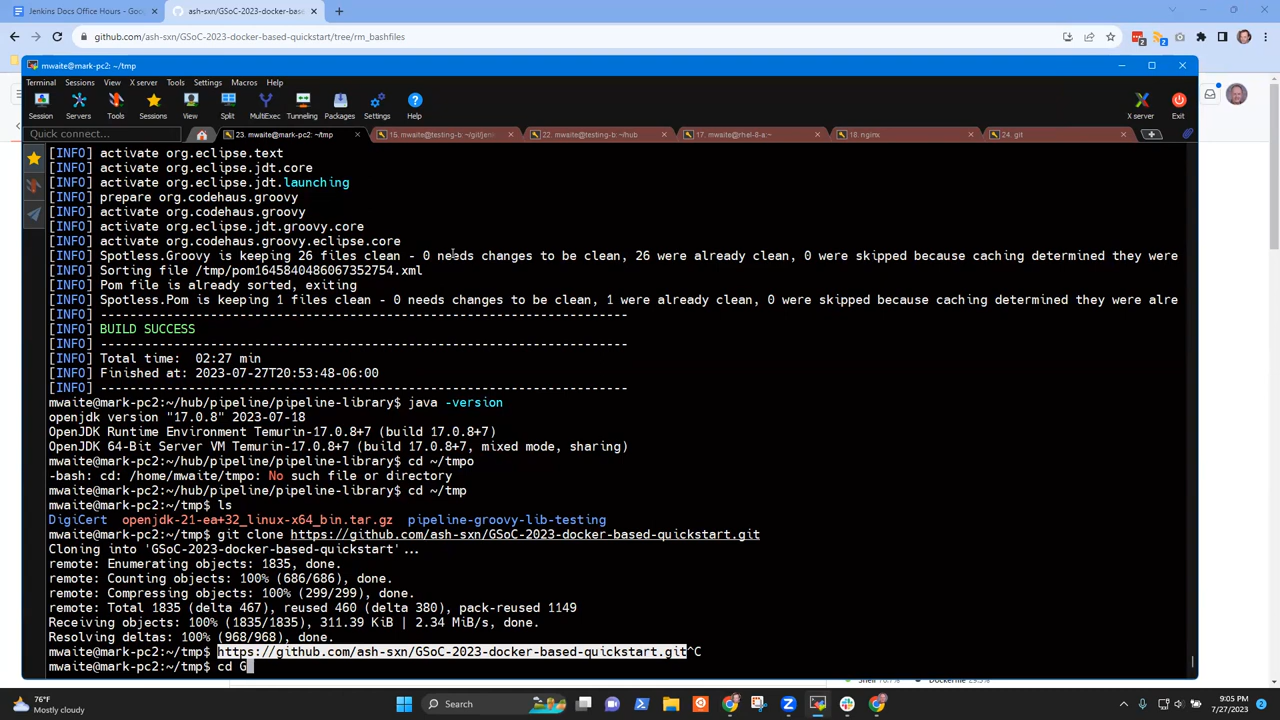 Jenkins Docs Office Hours - Goo
ash-sxn/GSoC-2023-docker-base
github.com/ash-sxn/GSoC-2023-docker-based-quickstart/tree/rm_bashfiles
mwaite@mark-pc2: ~/tmp
Terminal Sessions View X server Tools Settings Macros Help
Session Servers Tools Sessions View Split MultiExec Tunneling Packages Settings Help X server Exit
Quick connect...
23. mwaite@mark-pc2: ~/tmp
15. mwaite@testing-b: ~/git/jen
22. mwaite@testing-b: ~/hub
17. mwaite@rhel-8-a: ~
18. nginx
24. git
[INFO] activate org.eclipse.text
[INFO] activate org.eclipse.jdt.core
[INFO] activate org.eclipse.jdt.launching
[INFO] prepare org.codehaus.groovy
[INFO] activate org.codehaus.groovy
[INFO] activate org.eclipse.jdt.groovy.core
[INFO] activate org.codehaus.groovy.eclipse.core
[INFO] Spotless.Groovy is keeping 26 files clean - 0 needs changes to be clean, 26 were already clean, 0 were skipped because caching determined they were
[INFO] Sorting file /tmp/pom1645840486067352754.xml
[INFO] Pom file is already sorted, exiting
[INFO] Spotless.Pom is keeping 1 files clean - 0 needs changes to be clean, 1 were already clean, 0 were skipped because caching determined they were alre
[INFO] ------------------------------------------------------------------------
[INFO] BUILD SUCCESS
[INFO] ------------------------------------------------------------------------
[INFO] Total time:  02:27 min
[INFO] Finished at: 2023-07-27T20:53:48-06:00
[INFO] ------------------------------------------------------------------------
mwaite@mark-pc2:~/hub/pipeline/pipeline-library$ java -version
openjdk version "17.0.8" 2023-07-18
OpenJDK Runtime Environment Temurin-17.0.8+7 (build 17.0.8+7)
OpenJDK 64-Bit Server VM Temurin-17.0.8+7 (build 17.0.8+7, mixed mode, sharing)
mwaite@mark-pc2:~/hub/pipeline/pipeline-library$ cd ~/tmpo
-bash: cd: /home/mwaite/tmpo: No such file or directory
mwaite@mark-pc2:~/hub/pipeline/pipeline-library$ cd ~/tmp
mwaite@mark-pc2:~/tmp$ ls
DigiCert  openjdk-21-ea+32_linux-x64_bin.tar.gz  pipeline-groovy-lib-testing
mwaite@mark-pc2:~/tmp$ git clone https://github.com/ash-sxn/GSoC-2023-docker-based-quickstart.git
Cloning into 'GSoC-2023-docker-based-quickstart'...
remote: Enumerating objects: 1835, done.
remote: Counting objects: 100% (686/686), done.
remote: Compressing objects: 100% (299/299), done.
remote: Total 1835 (delta 467), reused 460 (delta 380), pack-reused 1149
Receiving objects: 100% (1835/1835), 311.39 KiB | 2.34 MiB/s, done.
Resolving deltas: 100% (968/968), done.
mwaite@mark-pc2:~/tmp$ https://github.com/ash-sxn/GSoC-2023-docker-based-quickstart.git^C
mwaite@mark-pc2:~/tmp$ cd G
76°F
Mostly cloudy
Search
9:05 PM
7/27/2023